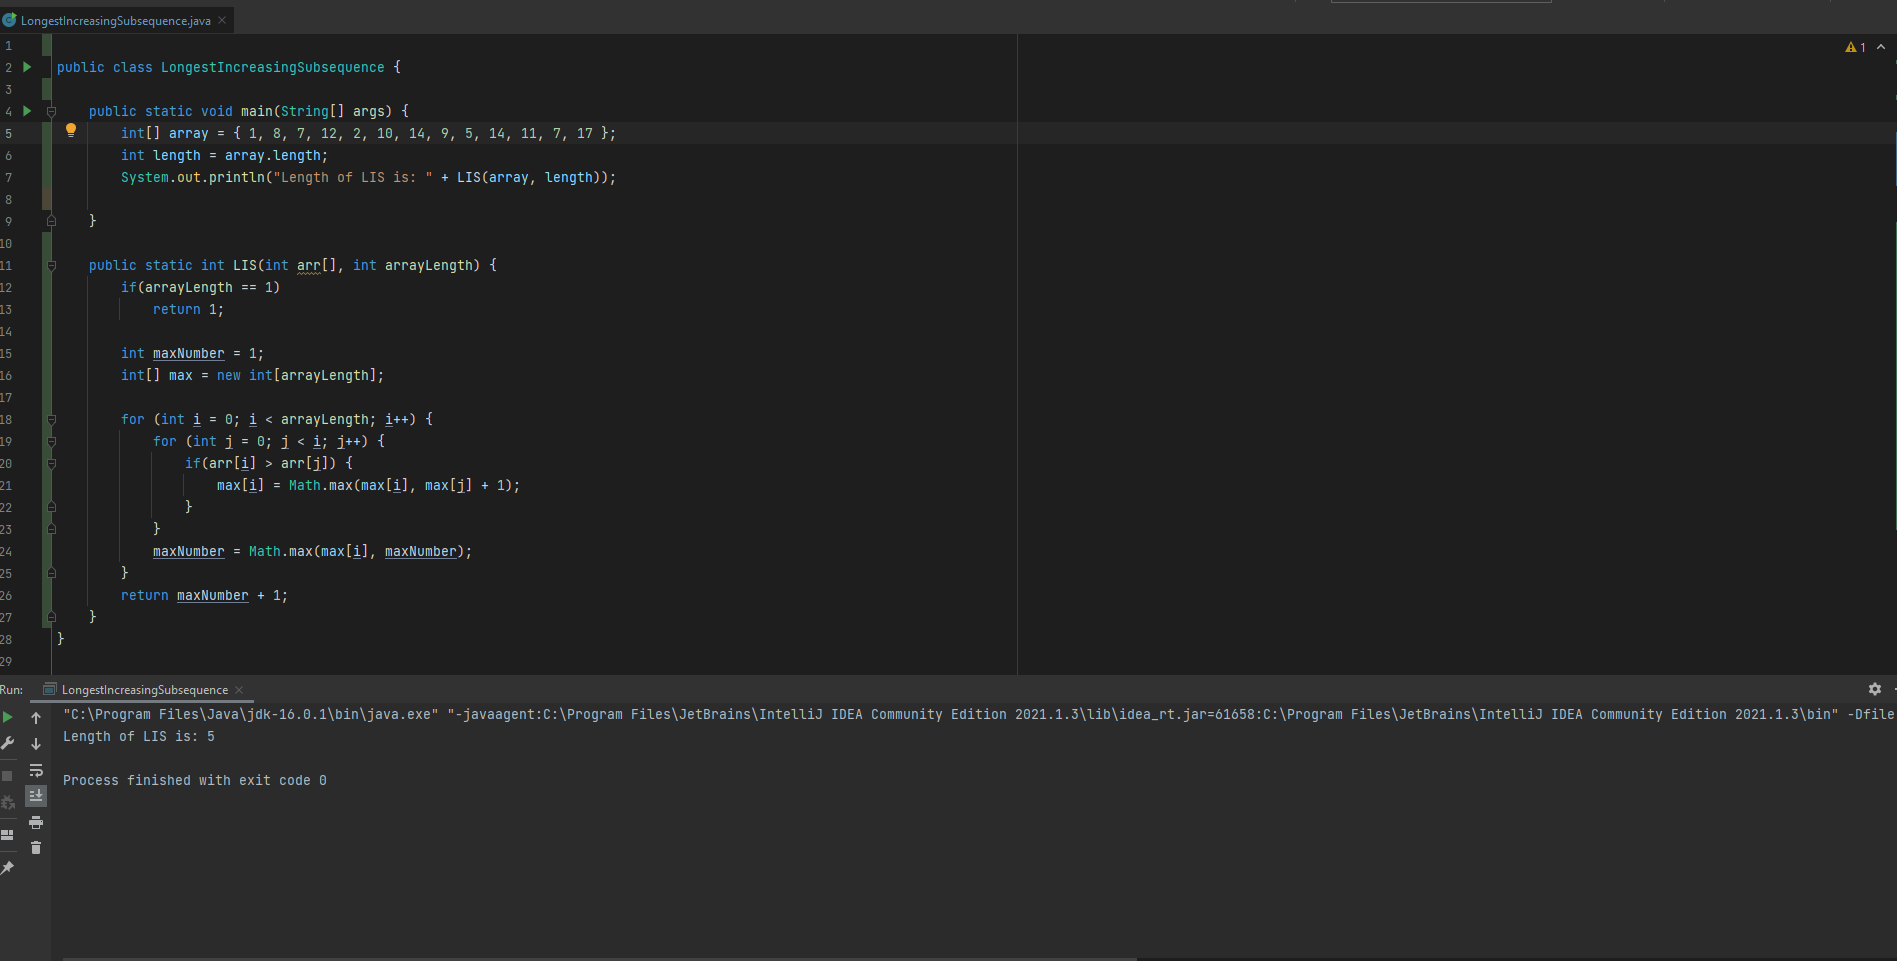 LongestIncreasingSubsequence.java
1
1
2 public class LongestIncreasingSubsequence {
3
4 public static void main(String[] args) {
5 int[] array = { 1, 8, 7, 12, 2, 10, 14, 9, 5, 14, 11, 7, 17 };
6 int length = array.length;
7 System.out.println("Length of LIS is: " + LIS(array, length));
8
9 }
10
11 public static int LIS(int arr[], int arrayLength) {
12 if(arrayLength == 1)
13 return 1;
14
15 int maxNumber = 1;
16 int[] max = new int[arrayLength];
17
18 for (int i = 0; i < arrayLength; i++) {
19 for (int j = 0; j < i; j++) {
20 if(arr[i] > arr[j]) {
21 max[i] = Math.max(max[i], max[j] + 1);
22 }
23 }
24 maxNumber = Math.max(max[i], maxNumber);
25 }
26 return maxNumber + 1;
27 }
28 }
29
Run: LongestIncreasingSubsequence
"C:\Program Files\Java\jdk-16.0.1\bin\java.exe" "-javaagent:C:\Program Files\JetBrains\IntelliJ IDEA Community Edition 2021.1.3\lib\idea_rt.jar=61658:C:\Program Files\JetBrains\IntelliJ IDEA Community Edition 2021.1.3\bin" -Dfile
Length of LIS is: 5
Process finished with exit code 0